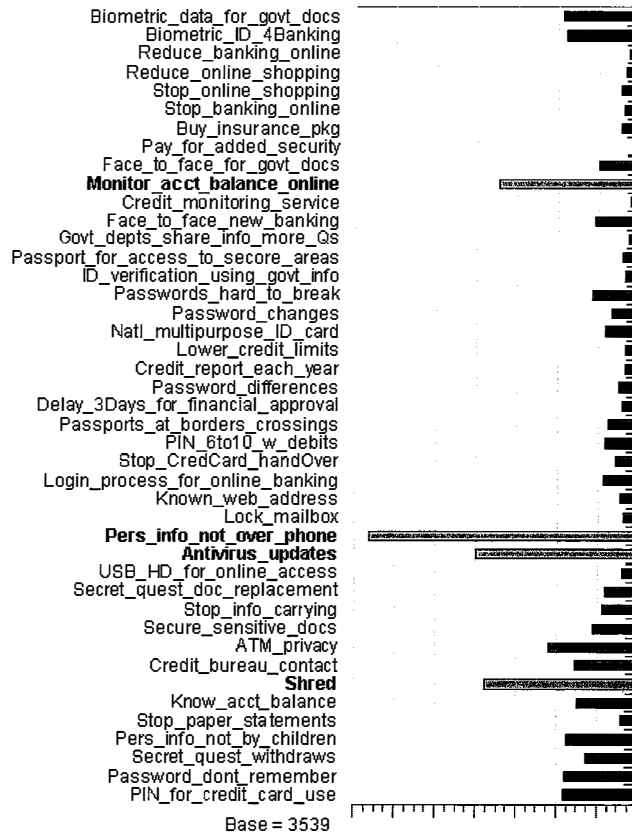 Biometric_data_for_govt_docs
Biometric_ID_4Banking
Reduce_banking_online
Reduce_online_shopping
Stop_online_shopping
Stop_banking_online
Buy_insurance_pkg
Pay_for_added_security
Face_to_face_for_govt_docs
Monitor_acct_balance_online
Credit_monitoring_service
Face_to_face_new_banking
Govt_depts_share_info_more_Qs
Passport_for_access_to_secore_areas
ID_verification_using_govt_info
Passwords_hard_to_break
Password_changes
Natl_multipurpose_ID_card
Lower_credit_limits
Credit_report_each_year
Password_differences
Delay_3Days_for_financial_approval
Passports_at_borders_crossings
PIN_6to10_w_debits
Stop_CredCard_handOver
Login_process_for_online_banking
Known_web_address
Lock_mailbox
Pers_info_not_over_phone
Antivirus_updates
USB_HD_for_online_access
Secret_quest_doc_replacement
Stop_info_carrying
Secure_sensitive_docs
ATM_privacy
Credit_bureau_contact
Shred
Know_acct_balance
Stop_paper_statements
Pers_info_not_by_children
Secret_quest_withdraws
Password_dont_remember
PIN_for_credit_card_use
Base = 3539